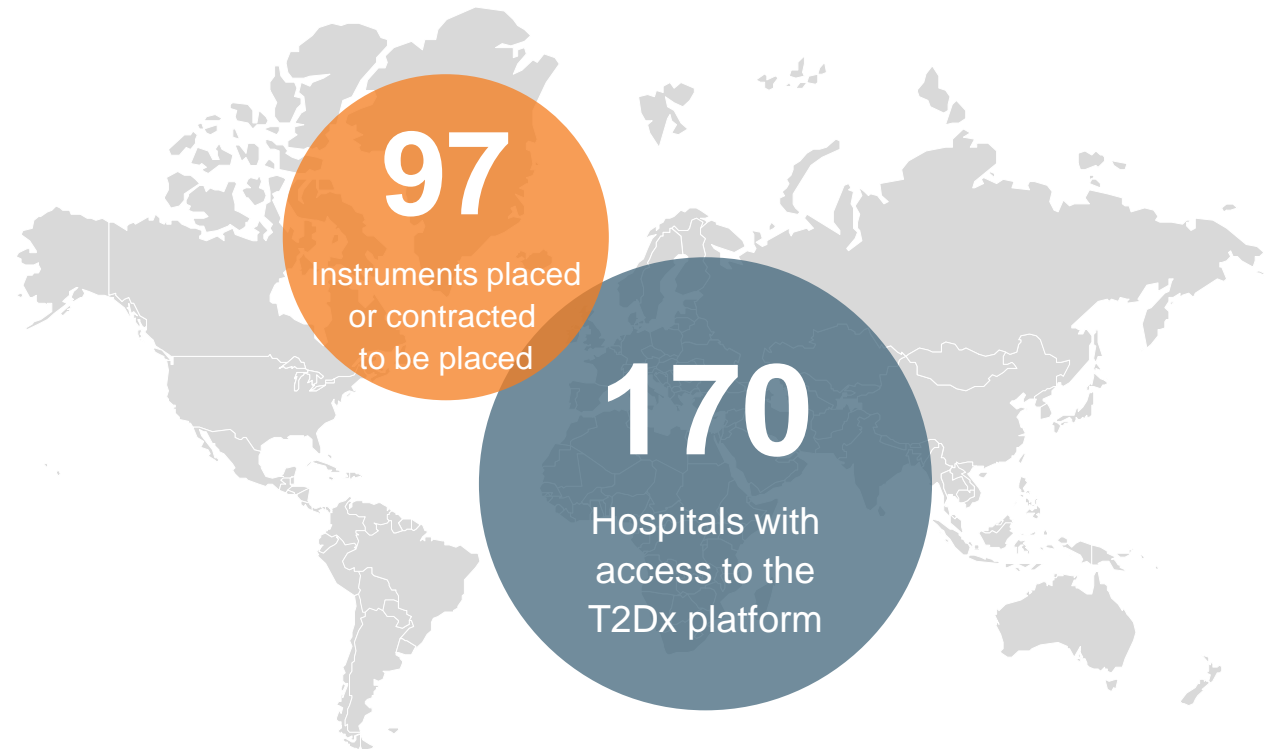 97
Instruments placed
or contracted
to be placed
170
Hospitals with
access to the
T2Dx platform